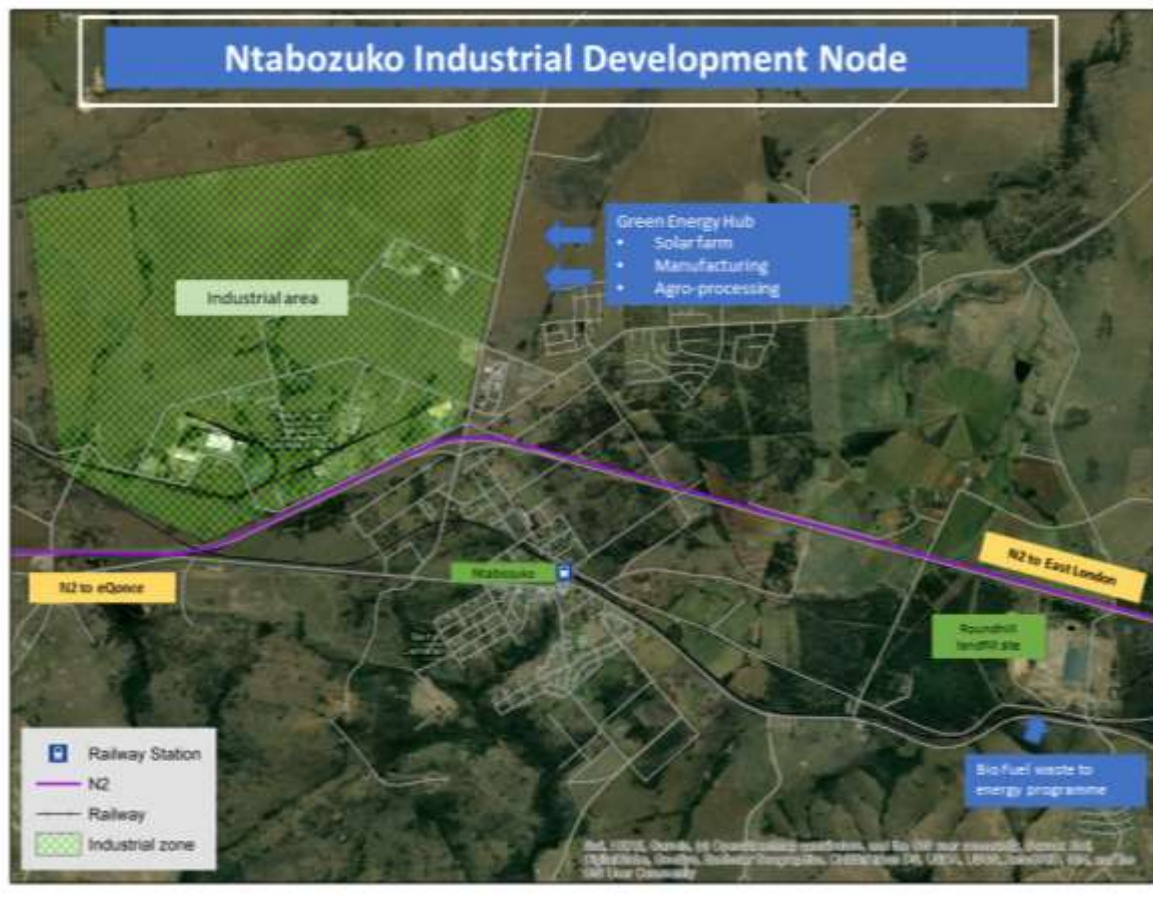 Ntabozuko Industrial Development Node
Green Energy Hub
• Solar farm
• Manufacturing
• Agro-processing
Industrial area
N2 to eQonce
Ntabozuko
N2 to East London
Roundhill
landfill site
Bio fuel waste to
energy programme
Railway Station
N2
Railway
Industrial zone